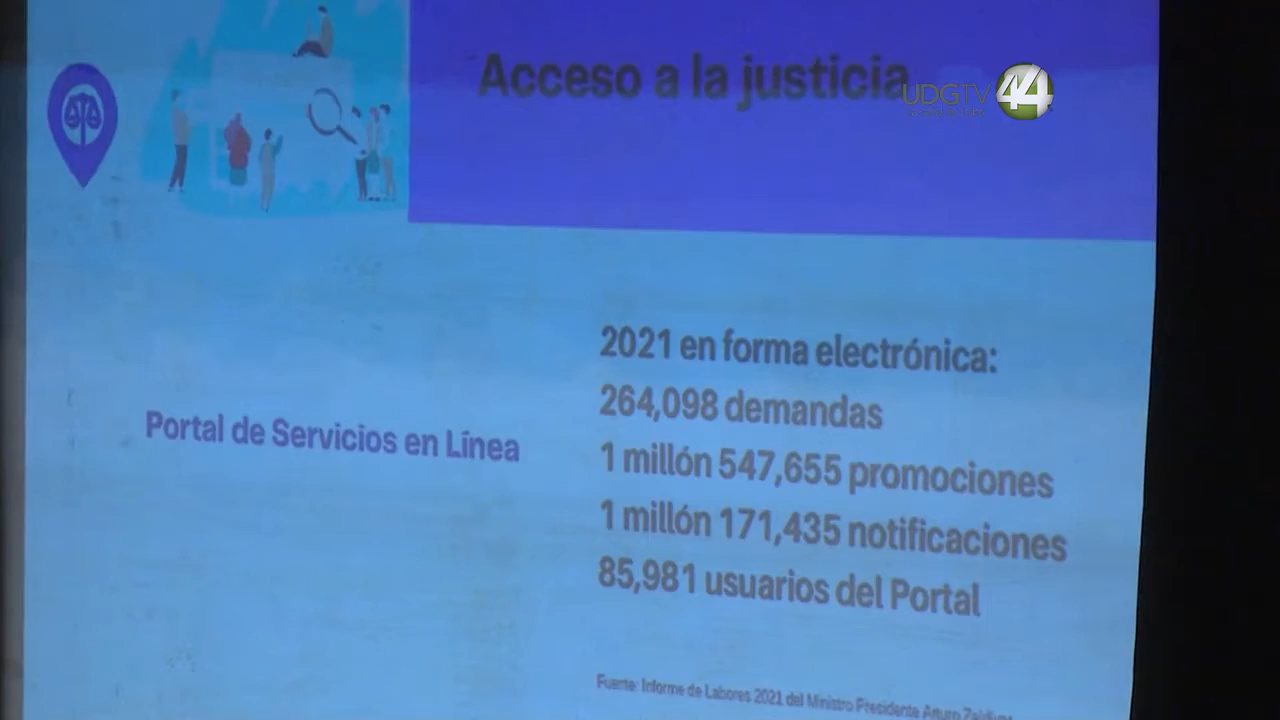 Acceso a la justicia
UDGTV 44
Portal de Servicios en Línea
2021 en forma electrónica:
264,098 demandas
1 millón 547,655 promociones
1 millón 171,435 notificaciones
85,981 usuarios del Portal
Fuente: Informe de Labores 2021 del Ministro Presidente Arturo